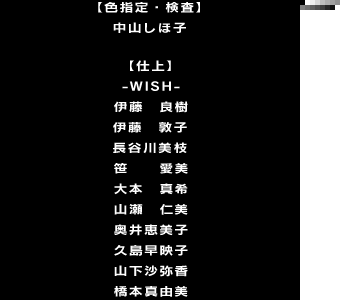 【色指定・検査】
中山しほ子
【仕上】
-WISH-
伊藤　良樹
伊藤　敦子
長谷川美枝
笹　　愛美
大本　真希
山瀬　仁美
奥井恵美子
久島早映子
山下沙弥香
橋本真由美